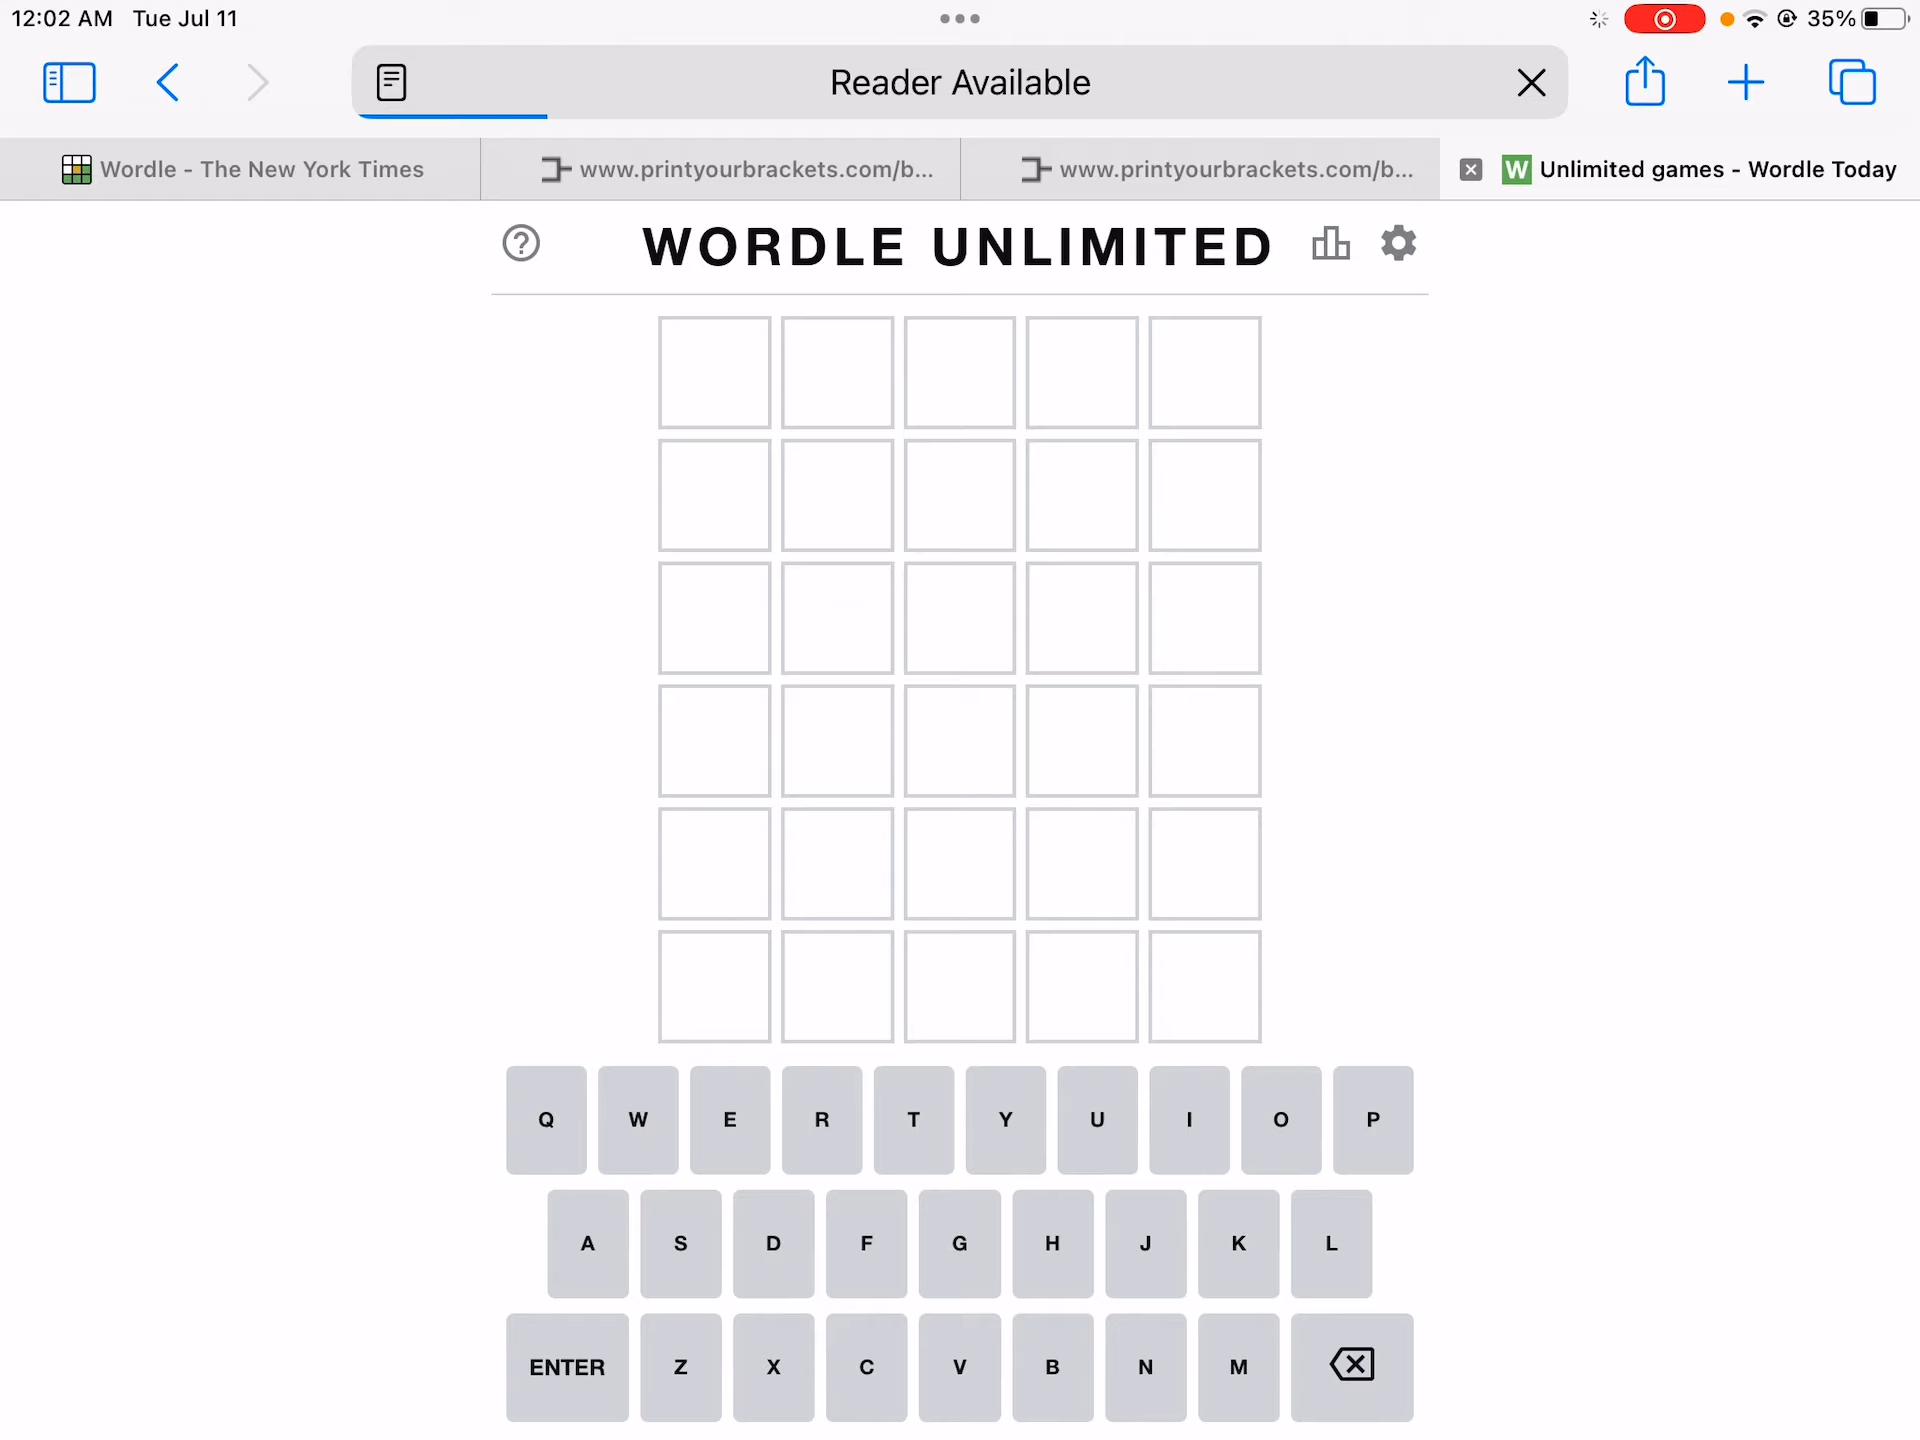 12:02 AM Tue Jul 11
35%
Reader Available
Wordle - The New York Times
www.printyourbrackets.com/b...
www.printyourbrackets.com/b...
W Unlimited games - Wordle Today
WORDLE UNLIMITED
Q W E R T Y U I O P
A S D F G H J K L
ENTER Z X C V B N M